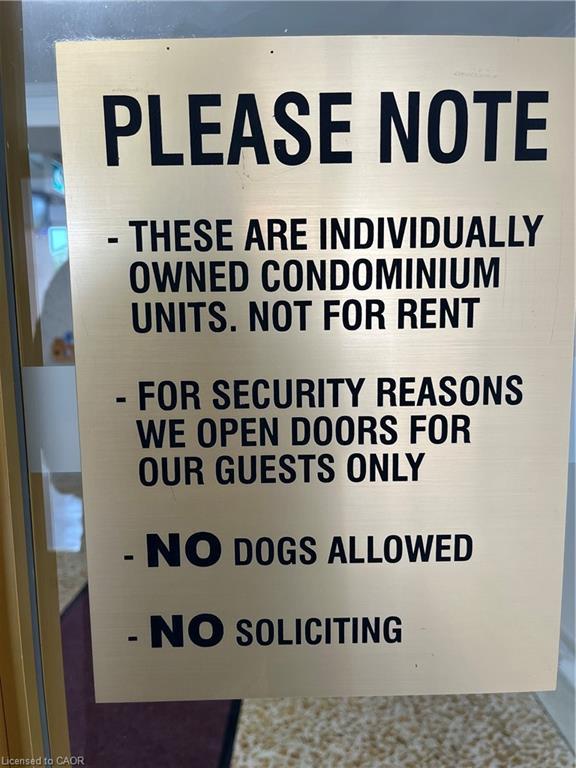 PLEASE NOTE
- THESE ARE INDIVIDUALLY
OWNED CONDOMINIUM
UNITS. NOT FOR RENT
- FOR SECURITY REASONS
WE OPEN DOORS FOR
OUR GUESTS ONLY
- NO DOGS ALLOWED
- NO SOLICITING
Licensed to CAOR